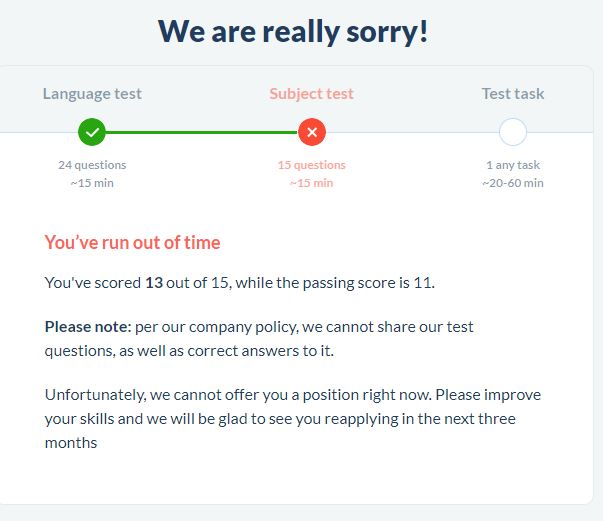 We are really sorry!
Language test
Subject test
Test task
24 questions
~15 min
15 questions
~15 min
1 any task
~20-60 min
You’ve run out of time
You've scored 13 out of 15, while the passing score is 11.
Please note: per our company policy, we cannot share our test
questions, as well as correct answers to it.
Unfortunately, we cannot offer you a position right now. Please improve
your skills and we will be glad to see you reapplying in the next three
months